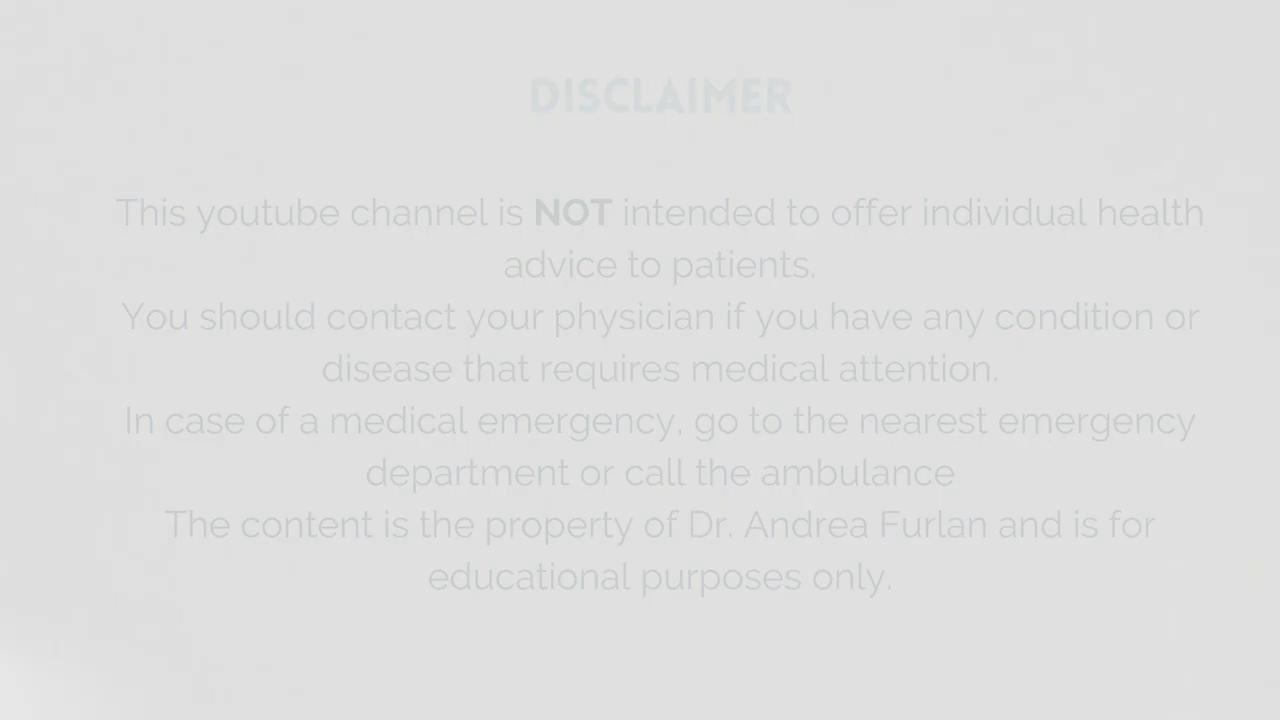 DISCLAIMER
This youtube channel is NOT intended to offer individual health
advice to patients.
You should contact your physician if you have any condition or
disease that requires medical attention.
In case of a medical emergency, go to the nearest emergency
department or call the ambulance
The content is the property of Dr. Andrea Furlan and is for
educational purposes only.